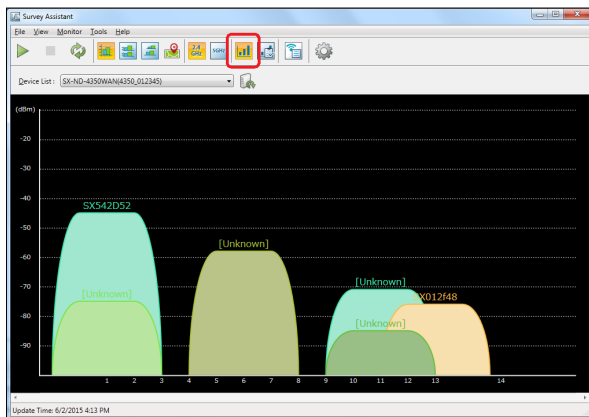 Survey Assistant
File View Monitor Tools Help
2.4 GHz 5GHz
Device List : SX-ND-4350WAN(4350_012345)
(dBm)
-20
-30
-40
SX542D52
-50
[Unknown]
-60
[Unknown]
-70
[Unknown] SX012f48
-80
[Unknown]
-90
1 2 3 4 5 6 7 8 9 10 11 12 13 14
Update Time: 6/2/2015 4:13 PM